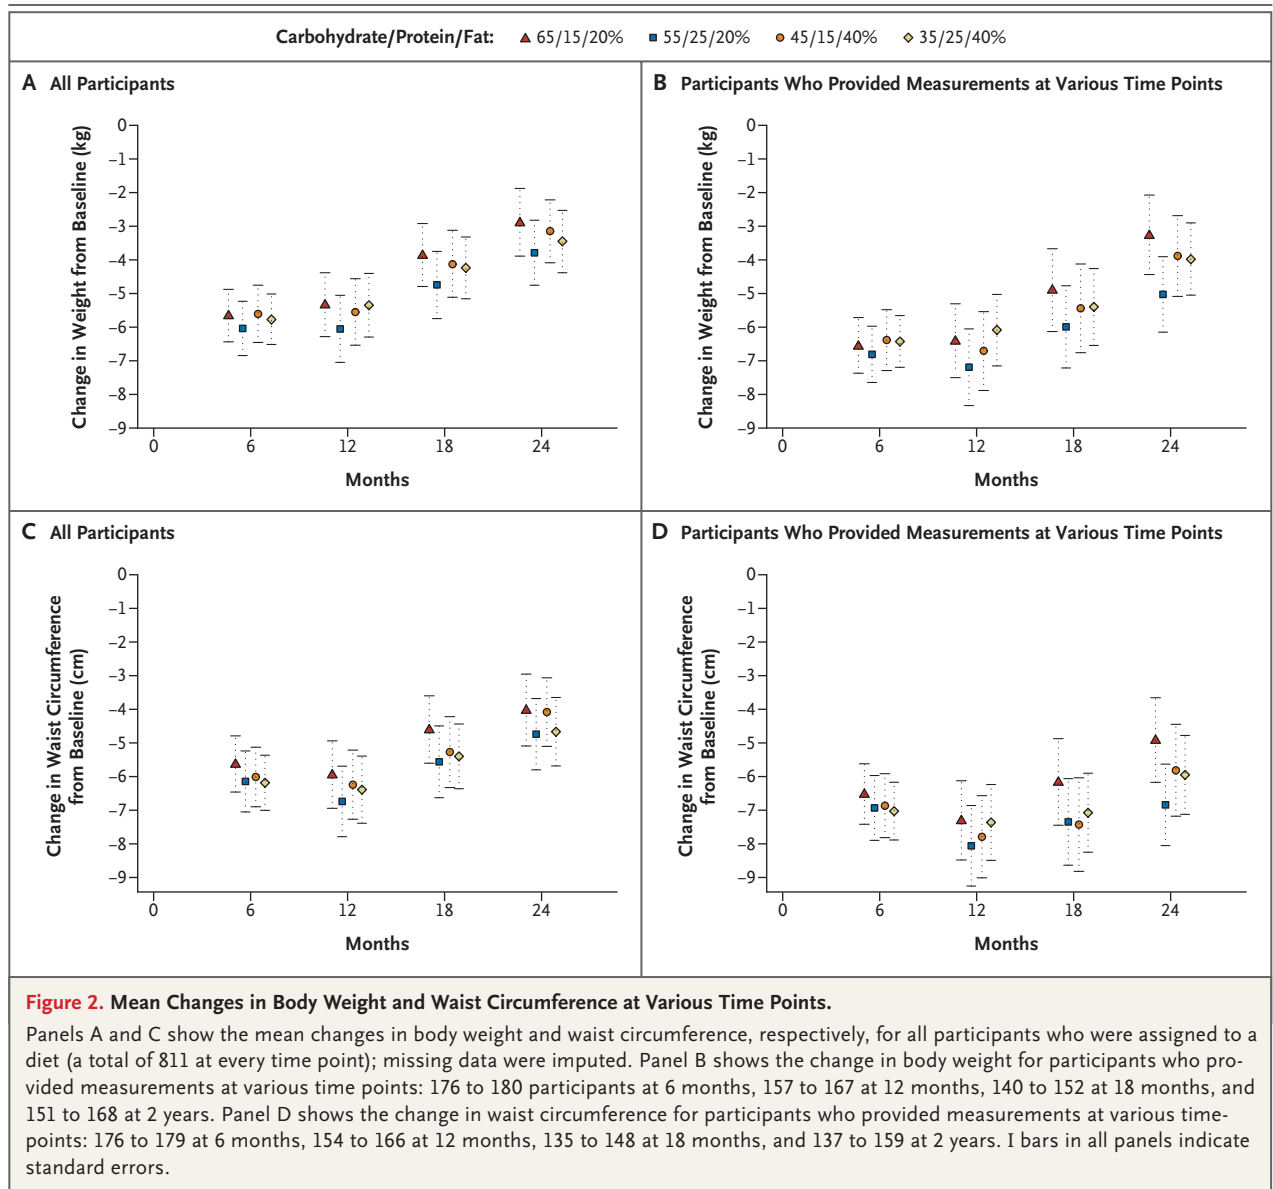 Carbohydrate/Protein/Fat: 65/15/20% 55/25/20% 45/15/40% 35/25/40%
A All Participants
Change in Weight from Baseline (kg)
0
–1
–2
–3
–4
–5
–6
–7
–8
–9
0 6 12 18 24
Months
B Participants Who Provided Measurements at Various Time Points
Change in Weight from Baseline (kg)
0
–1
–2
–3
–4
–5
–6
–7
–8
–9
0 6 12 18 24
Months
C All Participants
Change in Waist Circumference
from Baseline (cm)
0
–1
–2
–3
–4
–5
–6
–7
–8
–9
0 6 12 18 24
Months
D Participants Who Provided Measurements at Various Time Points
Change in Waist Circumference
from Baseline (cm)
0
–1
–2
–3
–4
–5
–6
–7
–8
–9
0 6 12 18 24
Months
Figure 2. Mean Changes in Body Weight and Waist Circumference at Various Time Points.
Panels A and C show the mean changes in body weight and waist circumference, respectively, for all participants who were assigned to a
diet (a total of 811 at every time point); missing data were imputed. Panel B shows the change in body weight for participants who pro-
vided measurements at various time points: 176 to 180 participants at 6 months, 157 to 167 at 12 months, 140 to 152 at 18 months, and
151 to 168 at 2 years. Panel D shows the change in waist circumference for participants who provided measurements at various time-
points: 176 to 179 at 6 months, 154 to 166 at 12 months, 135 to 148 at 18 months, and 137 to 159 at 2 years. I bars in all panels indicate
standard errors.